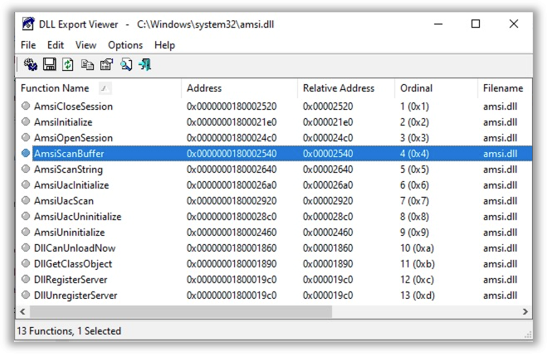 DLL Export Viewer - C:\Windows\system32\amsi.dll
File Edit View Options Help
Function Name / Address Relative Address Ordinal Filename
AmsiCloseSession 0x0000000180002520 0x00002520 1 (0x1) amsi.dll
AmsiInitialize 0x00000001800021e0 0x000021e0 2 (0x2) amsi.dll
AmsiOpenSession 0x00000001800024c0 0x000024c0 3 (0x3) amsi.dll
AmsiScanBuffer 0x0000000180002540 0x00002540 4 (0x4) amsi.dll
AmsiScanString 0x0000000180002640 0x00002640 5 (0x5) amsi.dll
AmsiUacInitialize 0x00000001800026a0 0x000026a0 6 (0x6) amsi.dll
AmsiUacScan 0x0000000180002920 0x00002920 7 (0x7) amsi.dll
AmsiUacUninitialize 0x00000001800028c0 0x000028c0 8 (0x8) amsi.dll
AmsiUninitialize 0x0000000180002460 0x00002460 9 (0x9) amsi.dll
DllCanUnloadNow 0x0000000180001860 0x00001860 10 (0xa) amsi.dll
DllGetClassObject 0x0000000180001890 0x00001890 11 (0xb) amsi.dll
DllRegisterServer 0x00000001800019c0 0x000019c0 12 (0xc) amsi.dll
DllUnregisterServer 0x00000001800019c0 0x000019c0 13 (0xd) amsi.dll
13 Functions, 1 Selected